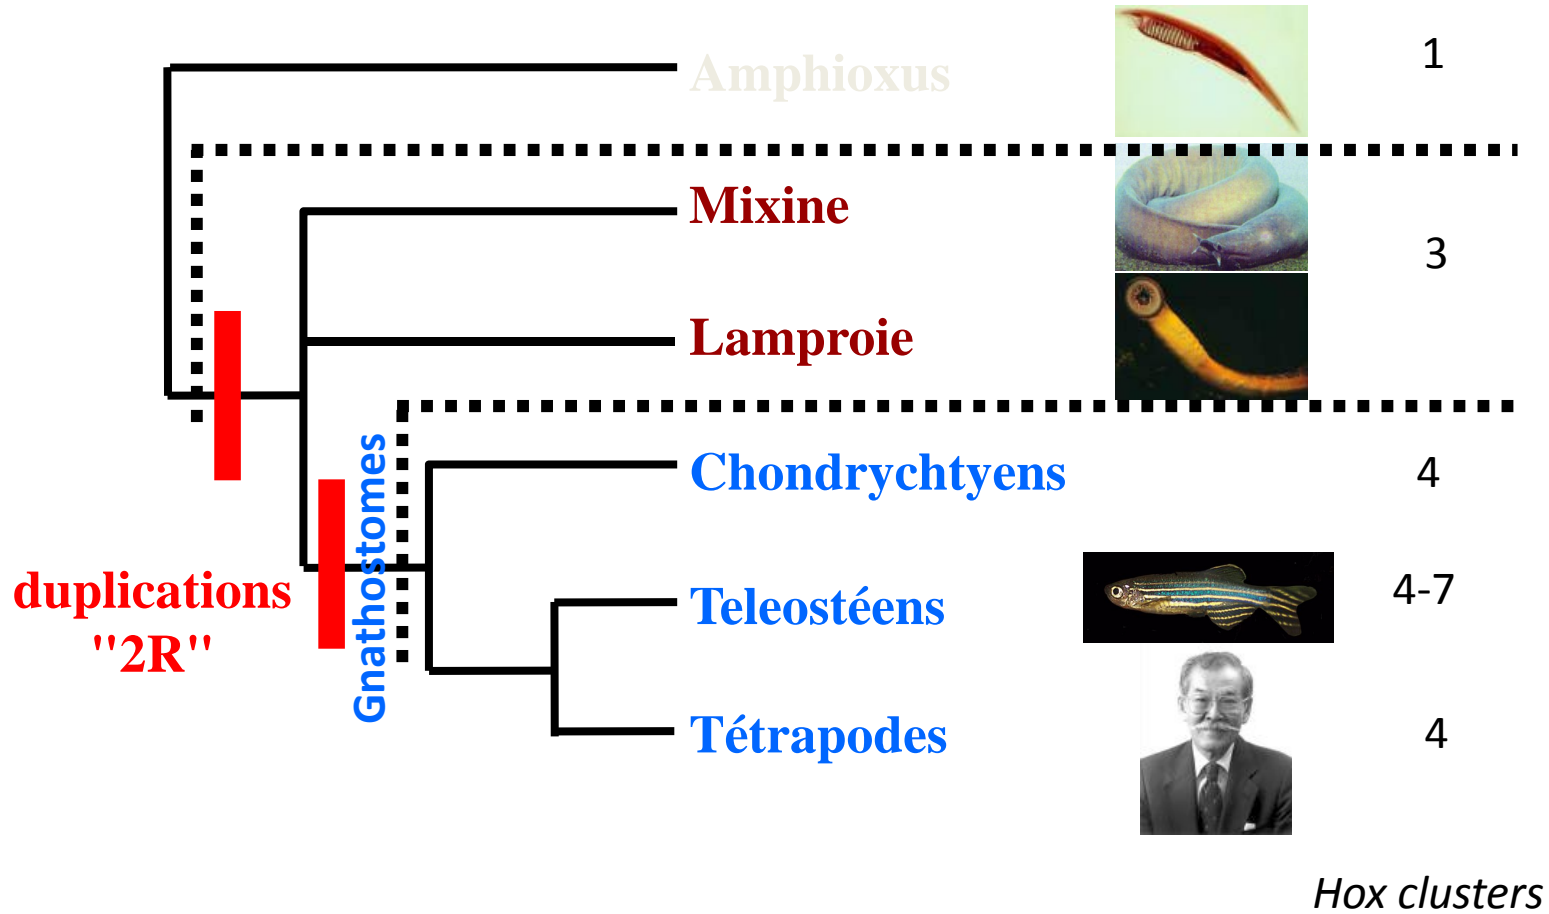 Amphioxus
1
Mixine
3
Lamproie
Gnathostomes
Chondrychtyens
4
duplications
"2R"
Teleostéens
4-7
Tétrapodes
4
Hox clusters